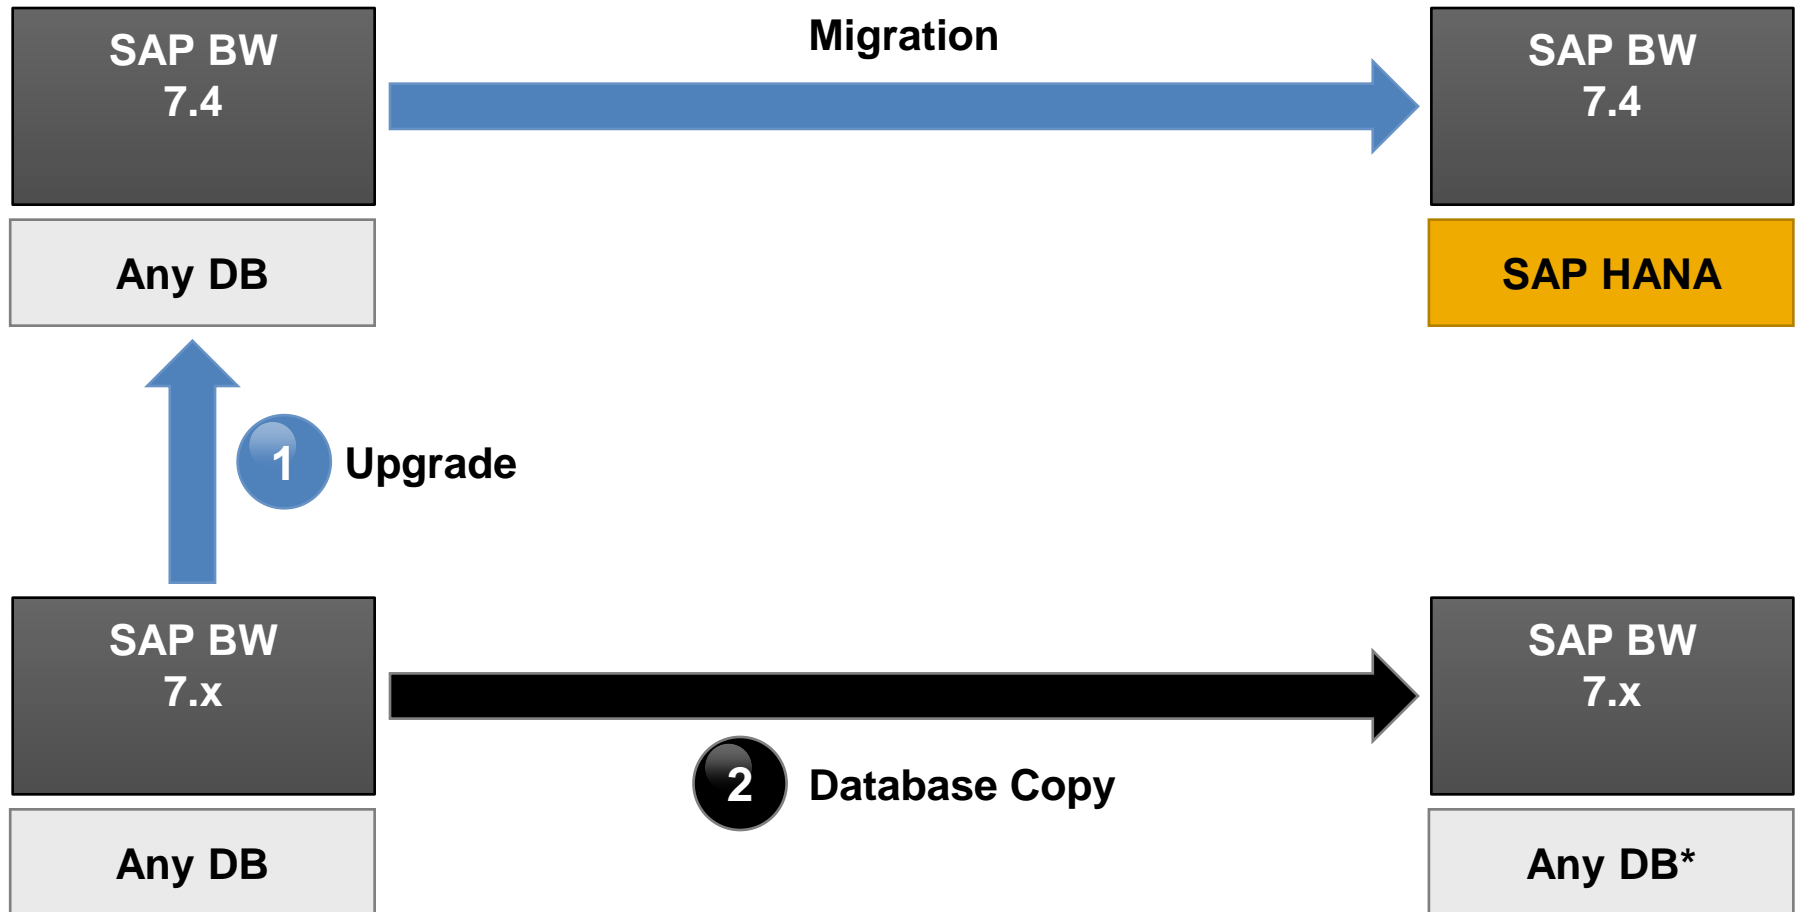 SAP BW
7.4
Migration
SAP BW
7.4
Any DB
SAP HANA
1 Upgrade
SAP BW
7.x
SAP BW
7.x
2 Database Copy
Any DB
Any DB*